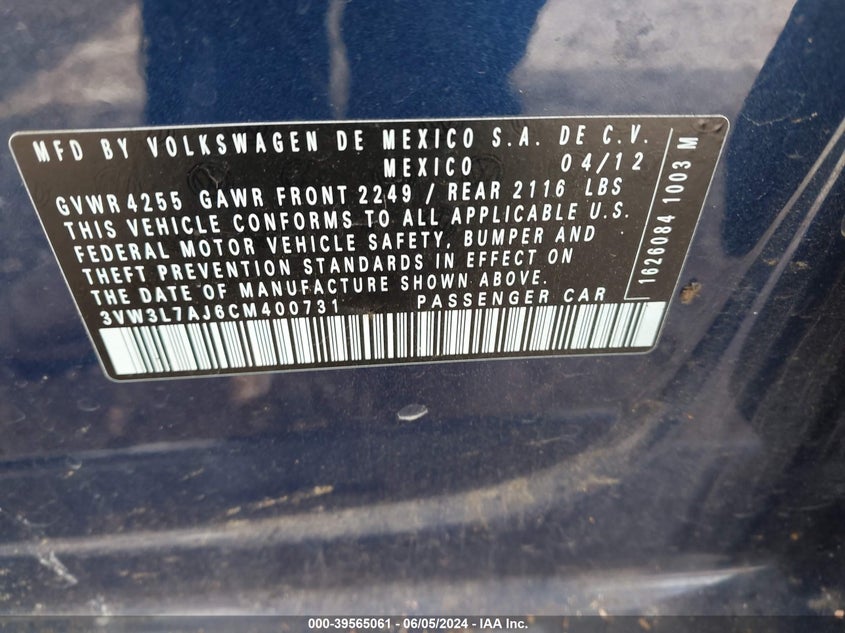 MFD BY VOLKSWAGEN DE MEXICO S.A. DE C.V.
MEXICO 04/12
GVWR 4255 GAWR FRONT 2249 / REAR 2116 LBS
THIS VEHICLE CONFORMS TO ALL APPLICABLE U.S.
FEDERAL MOTOR VEHICLE SAFETY, BUMPER AND
THEFT PREVENTION STANDARDS IN EFFECT ON
THE DATE OF MANUFACTURE SHOWN ABOVE.
3VW3L7AJ6CM400731 PASSENGER CAR
1626084 1003 M
000-39565061 - 06/05/2024 - IAA Inc.